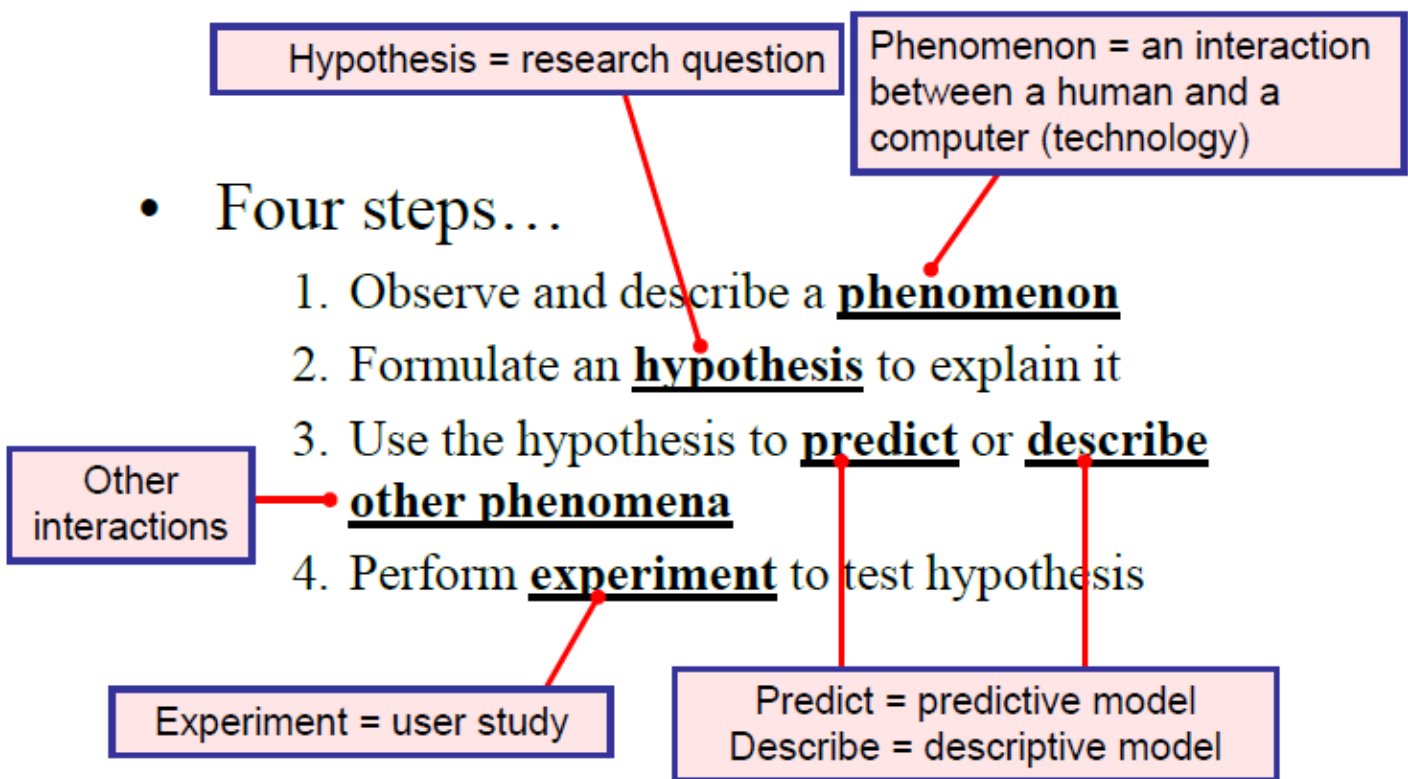 Hypothesis = research question
Phenomenon = an interaction
between a human and a
computer (technology)
• Four steps…
1. Observe and describe a phenomenon
2. Formulate an hypothesis to explain it
3. Use the hypothesis to predict or describe
other phenomena
Other
interactions
4. Perform experiment to test hypothesis
Experiment = user study
Predict = predictive model
Describe = descriptive model